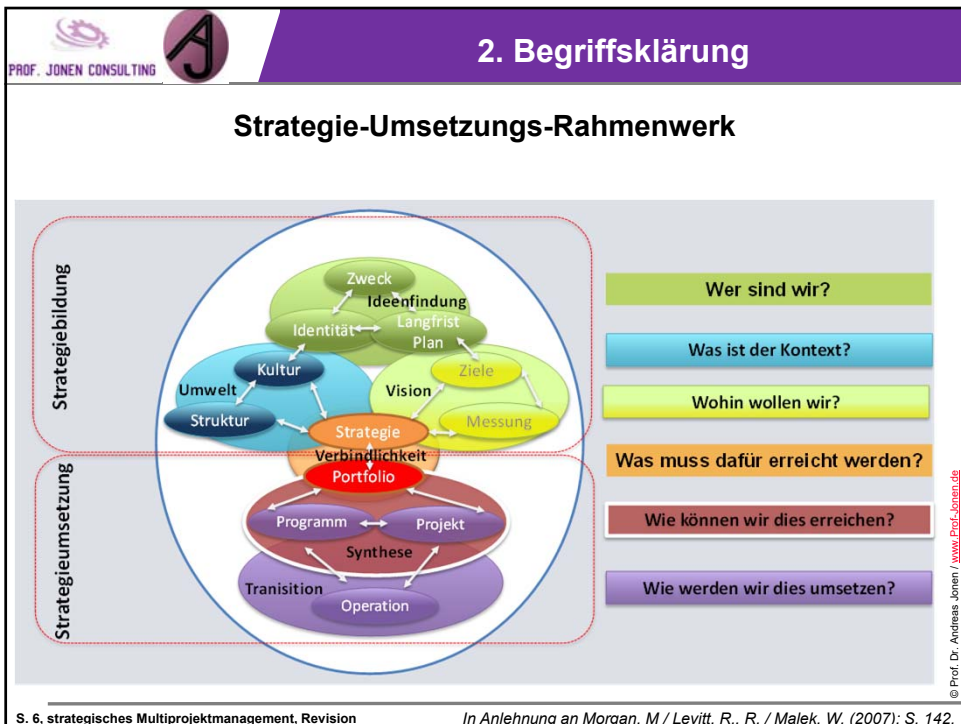 PROF. JONEN CONSULTING
AJ
2. Begriffsklärung
Strategie-Umsetzungs-Rahmenwerk
Strategiebildung
Zweck
Ideenfindung
Identität
Langfrist
Plan
Kultur
Umwelt
Struktur
Ziele
Vision
Messung
Strategie
Verbindlichkeit
Portfolio
Strategieumsetzung
Programm
Projekt
Synthese
Tranisition
Operation
Wer sind wir?
Was ist der Kontext?
Wohin wollen wir?
Was muss dafür erreicht werden?
Wie können wir dies erreichen?
Wie werden wir dies umsetzen?
© Prof. Dr. Andreas Jonen / www.Prof-Jonen.de
S. 6, strategisches Multiprojektmanagement, Revision
In Anlehnung an Morgan, M / Levitt, R., R. / Malek, W. (2007): S. 142.